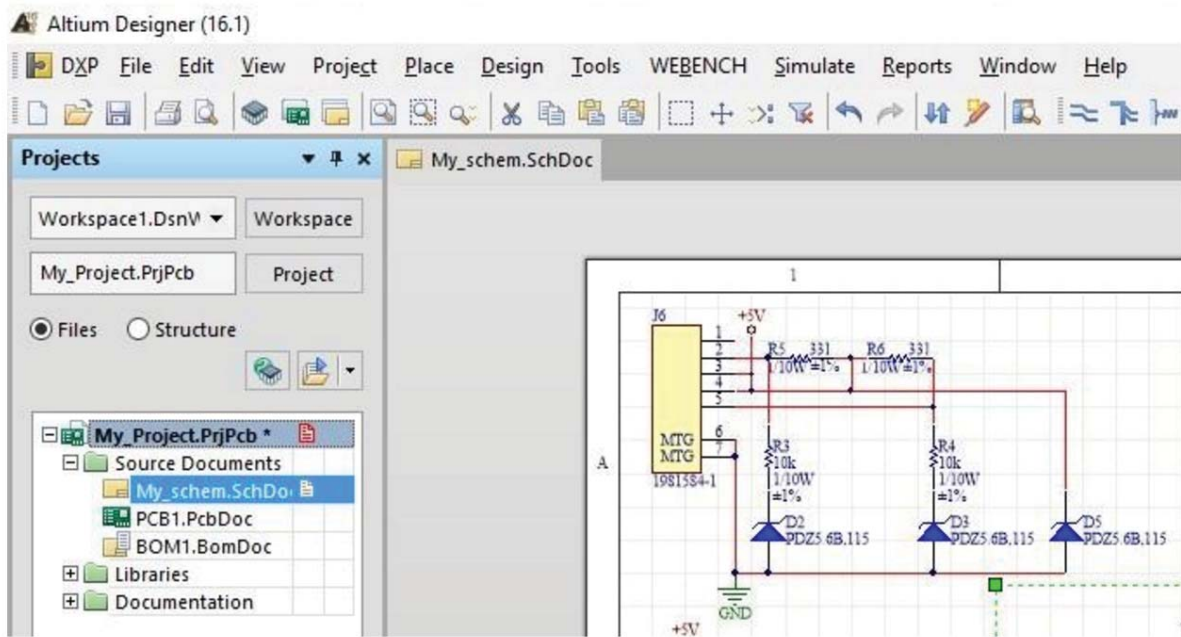 Altium Designer (16.1)
DXP File Edit View Project Place Design Tools WEBENCH Simulate Reports Window Help
Projects
My_schem.SchDoc
Workspace1.DsnW
Workspace
My_Project.PrjPcb
Project
Files
Structure
My_Project.PrjPcb *
Source Documents
My_schem.SchDo
PCB1.PcbDoc
BOM1.BomDoc
Libraries
Documentation
1
A
J6
+5V
1
2
3
4
5
6
7
MTG
MTG
1981584-1
R5 331
1/10W ±1%
R6 331
1/10W ±1%
R3
10k
1/10W
±1%
R4
10k
1/10W
±1%
D2
PDZ5.6B,115
D3
PDZ5.6B,115
D5
PDZ5.6B,115
GND
+5V